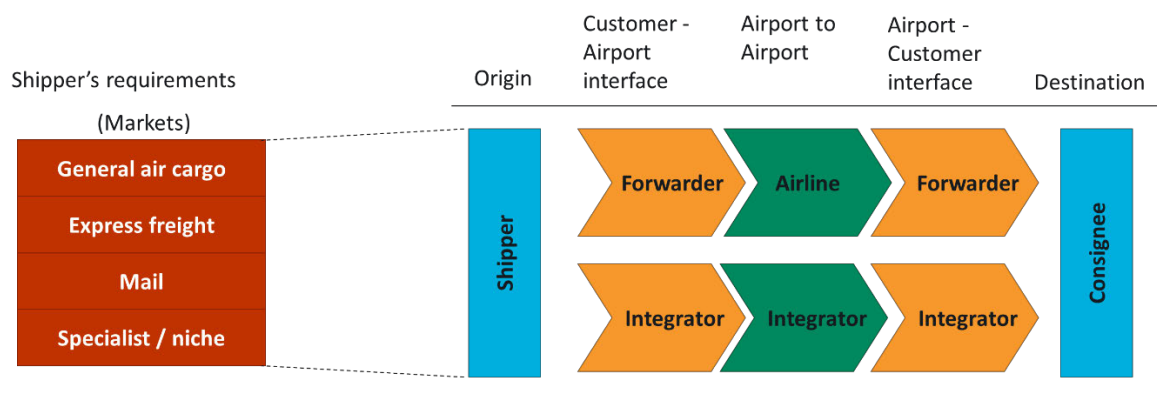 Shipper’s requirements
(Markets)
General air cargo
Express freight
Mail
Specialist / niche
Origin
Customer -
Airport
interface
Airport to
Airport
Airport -
Customer
interface
Destination
Shipper
Forwarder
Airline
Forwarder
Integrator
Integrator
Integrator
Consignee